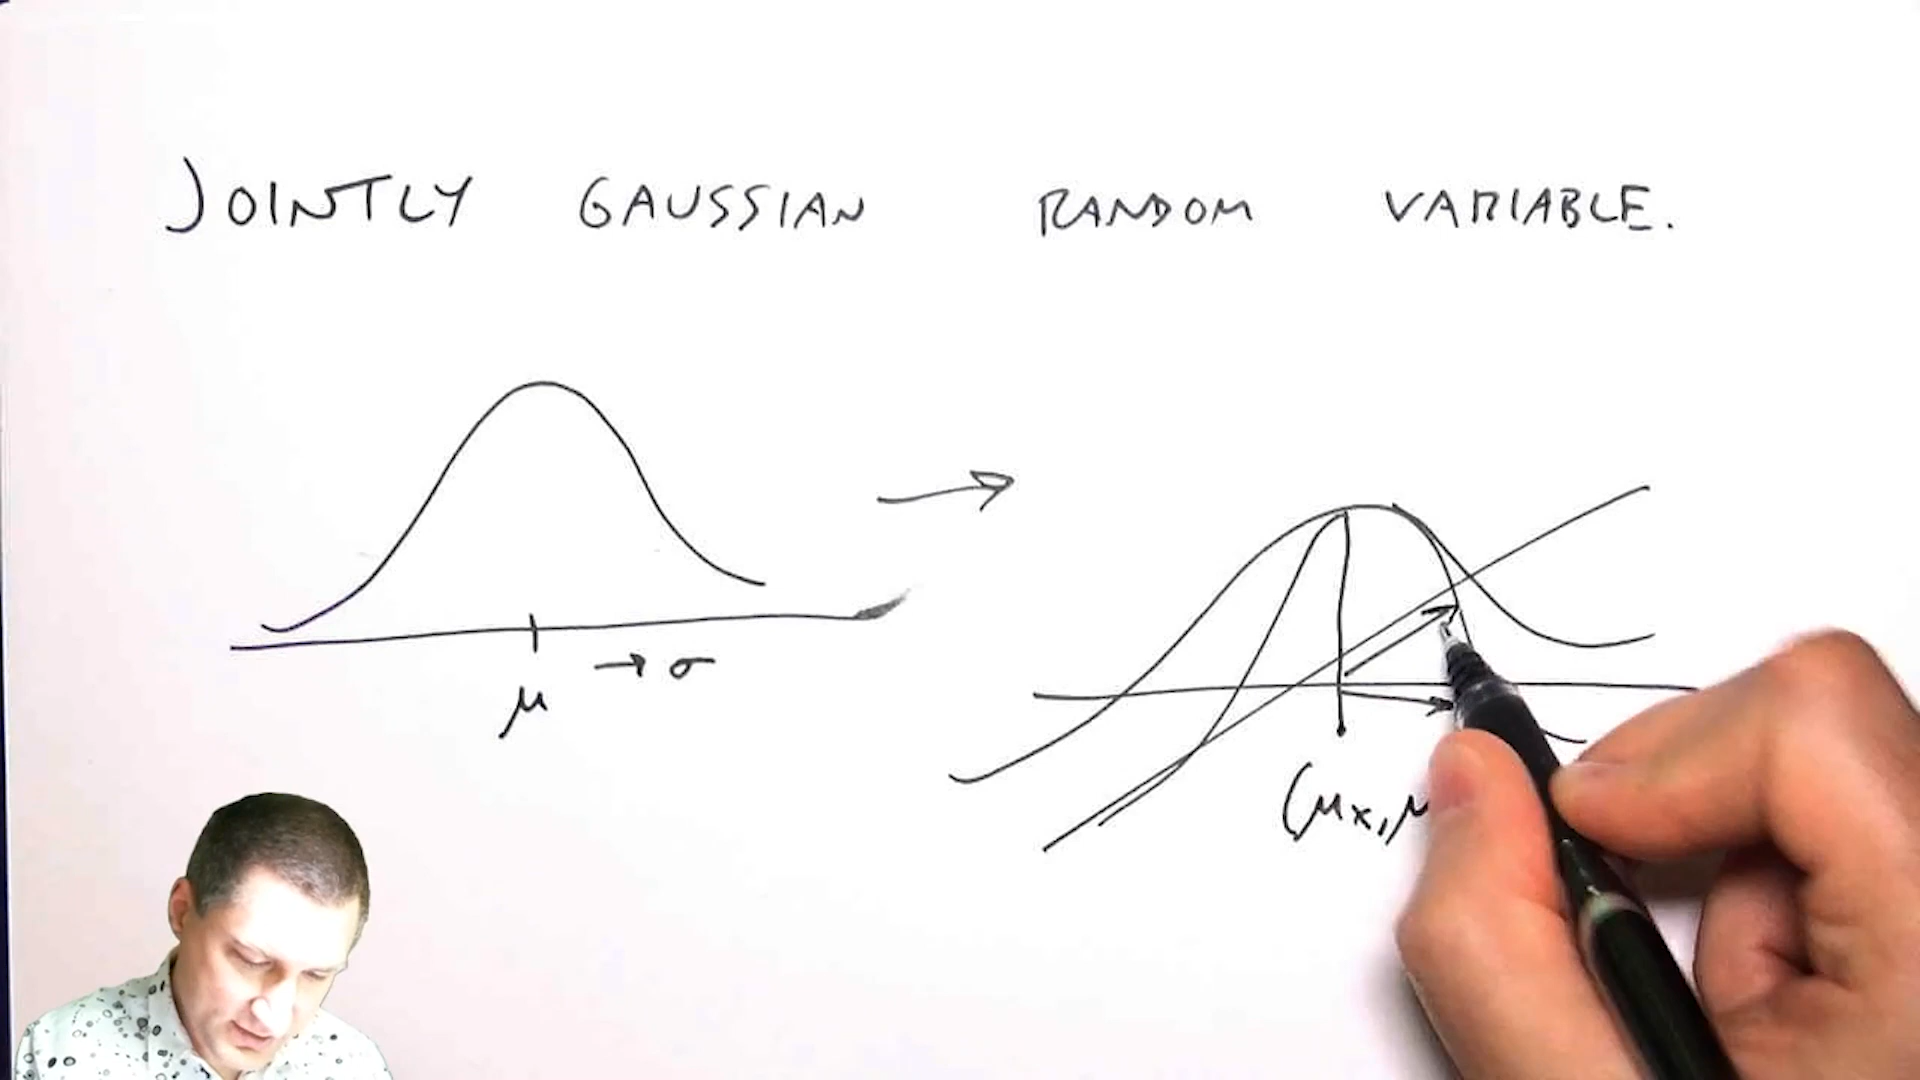 JOINTLY GAUSSIAN RANDOM VARIABLE.
→ σ
μ
(μx, μ